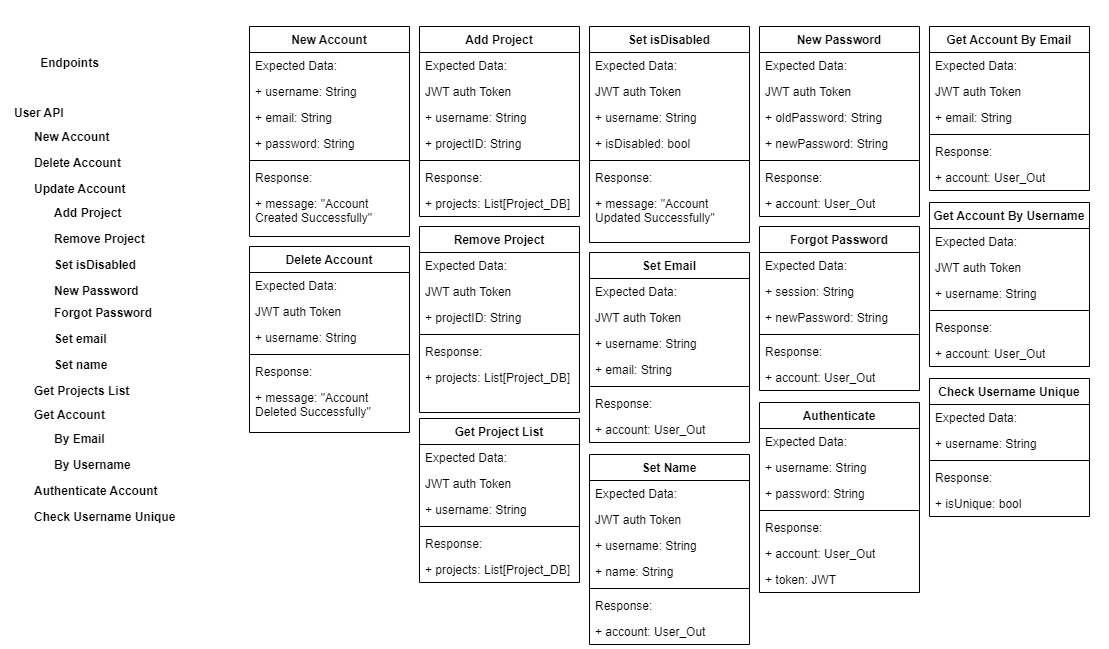 Endpoints
User API
New Account
Delete Account
Update Account
Add Project
Remove Project
Set isDisabled
New Password
Forgot Password
Set email
Set name
Get Projects List
Get Account
By Email
By Username
Authenticate Account
Check Username Unique
New Account
Expected Data:
+ username: String
+ email: String
+ password: String
Response:
+ message: "Account
Created Successfully"
Delete Account
Expected Data:
JWT auth Token
+ username: String
Response:
+ message: "Account
Deleted Successfully"
Add Project
Expected Data:
JWT auth Token
+ username: String
+ projectID: String
Response:
+ projects: List[Project_DB]
Remove Project
Expected Data:
JWT auth Token
+ projectID: String
Response:
+ projects: List[Project_DB]
Get Project List
Expected Data:
JWT auth Token
+ username: String
Response:
+ projects: List[Project_DB]
Set isDisabled
Expected Data:
JWT auth Token
+ username: String
+ isDisabled: bool
Response:
+ message: "Account
Updated Successfully"
Set Email
Expected Data:
JWT auth Token
+ username: String
+ email: String
Response:
+ account: User_Out
Set Name
Expected Data:
JWT auth Token
+ username: String
+ name: String
Response:
+ account: User_Out
New Password
Expected Data:
JWT auth Token
+ oldPassword: String
+ newPassword: String
Response:
+ account: User_Out
Forgot Password
Expected Data:
+ session: String
+ newPassword: String
Response:
+ account: User_Out
Authenticate
Expected Data:
+ username: String
+ password: String
Response:
+ account: User_Out
+ token: JWT
Get Account By Email
Expected Data:
JWT auth Token
+ email: String
Response:
+ account: User_Out
Get Account By Username
Expected Data:
JWT auth Token
+ username: String
Response:
+ account: User_Out
Check Username Unique
Expected Data:
+ username: String
Response:
+ isUnique: bool